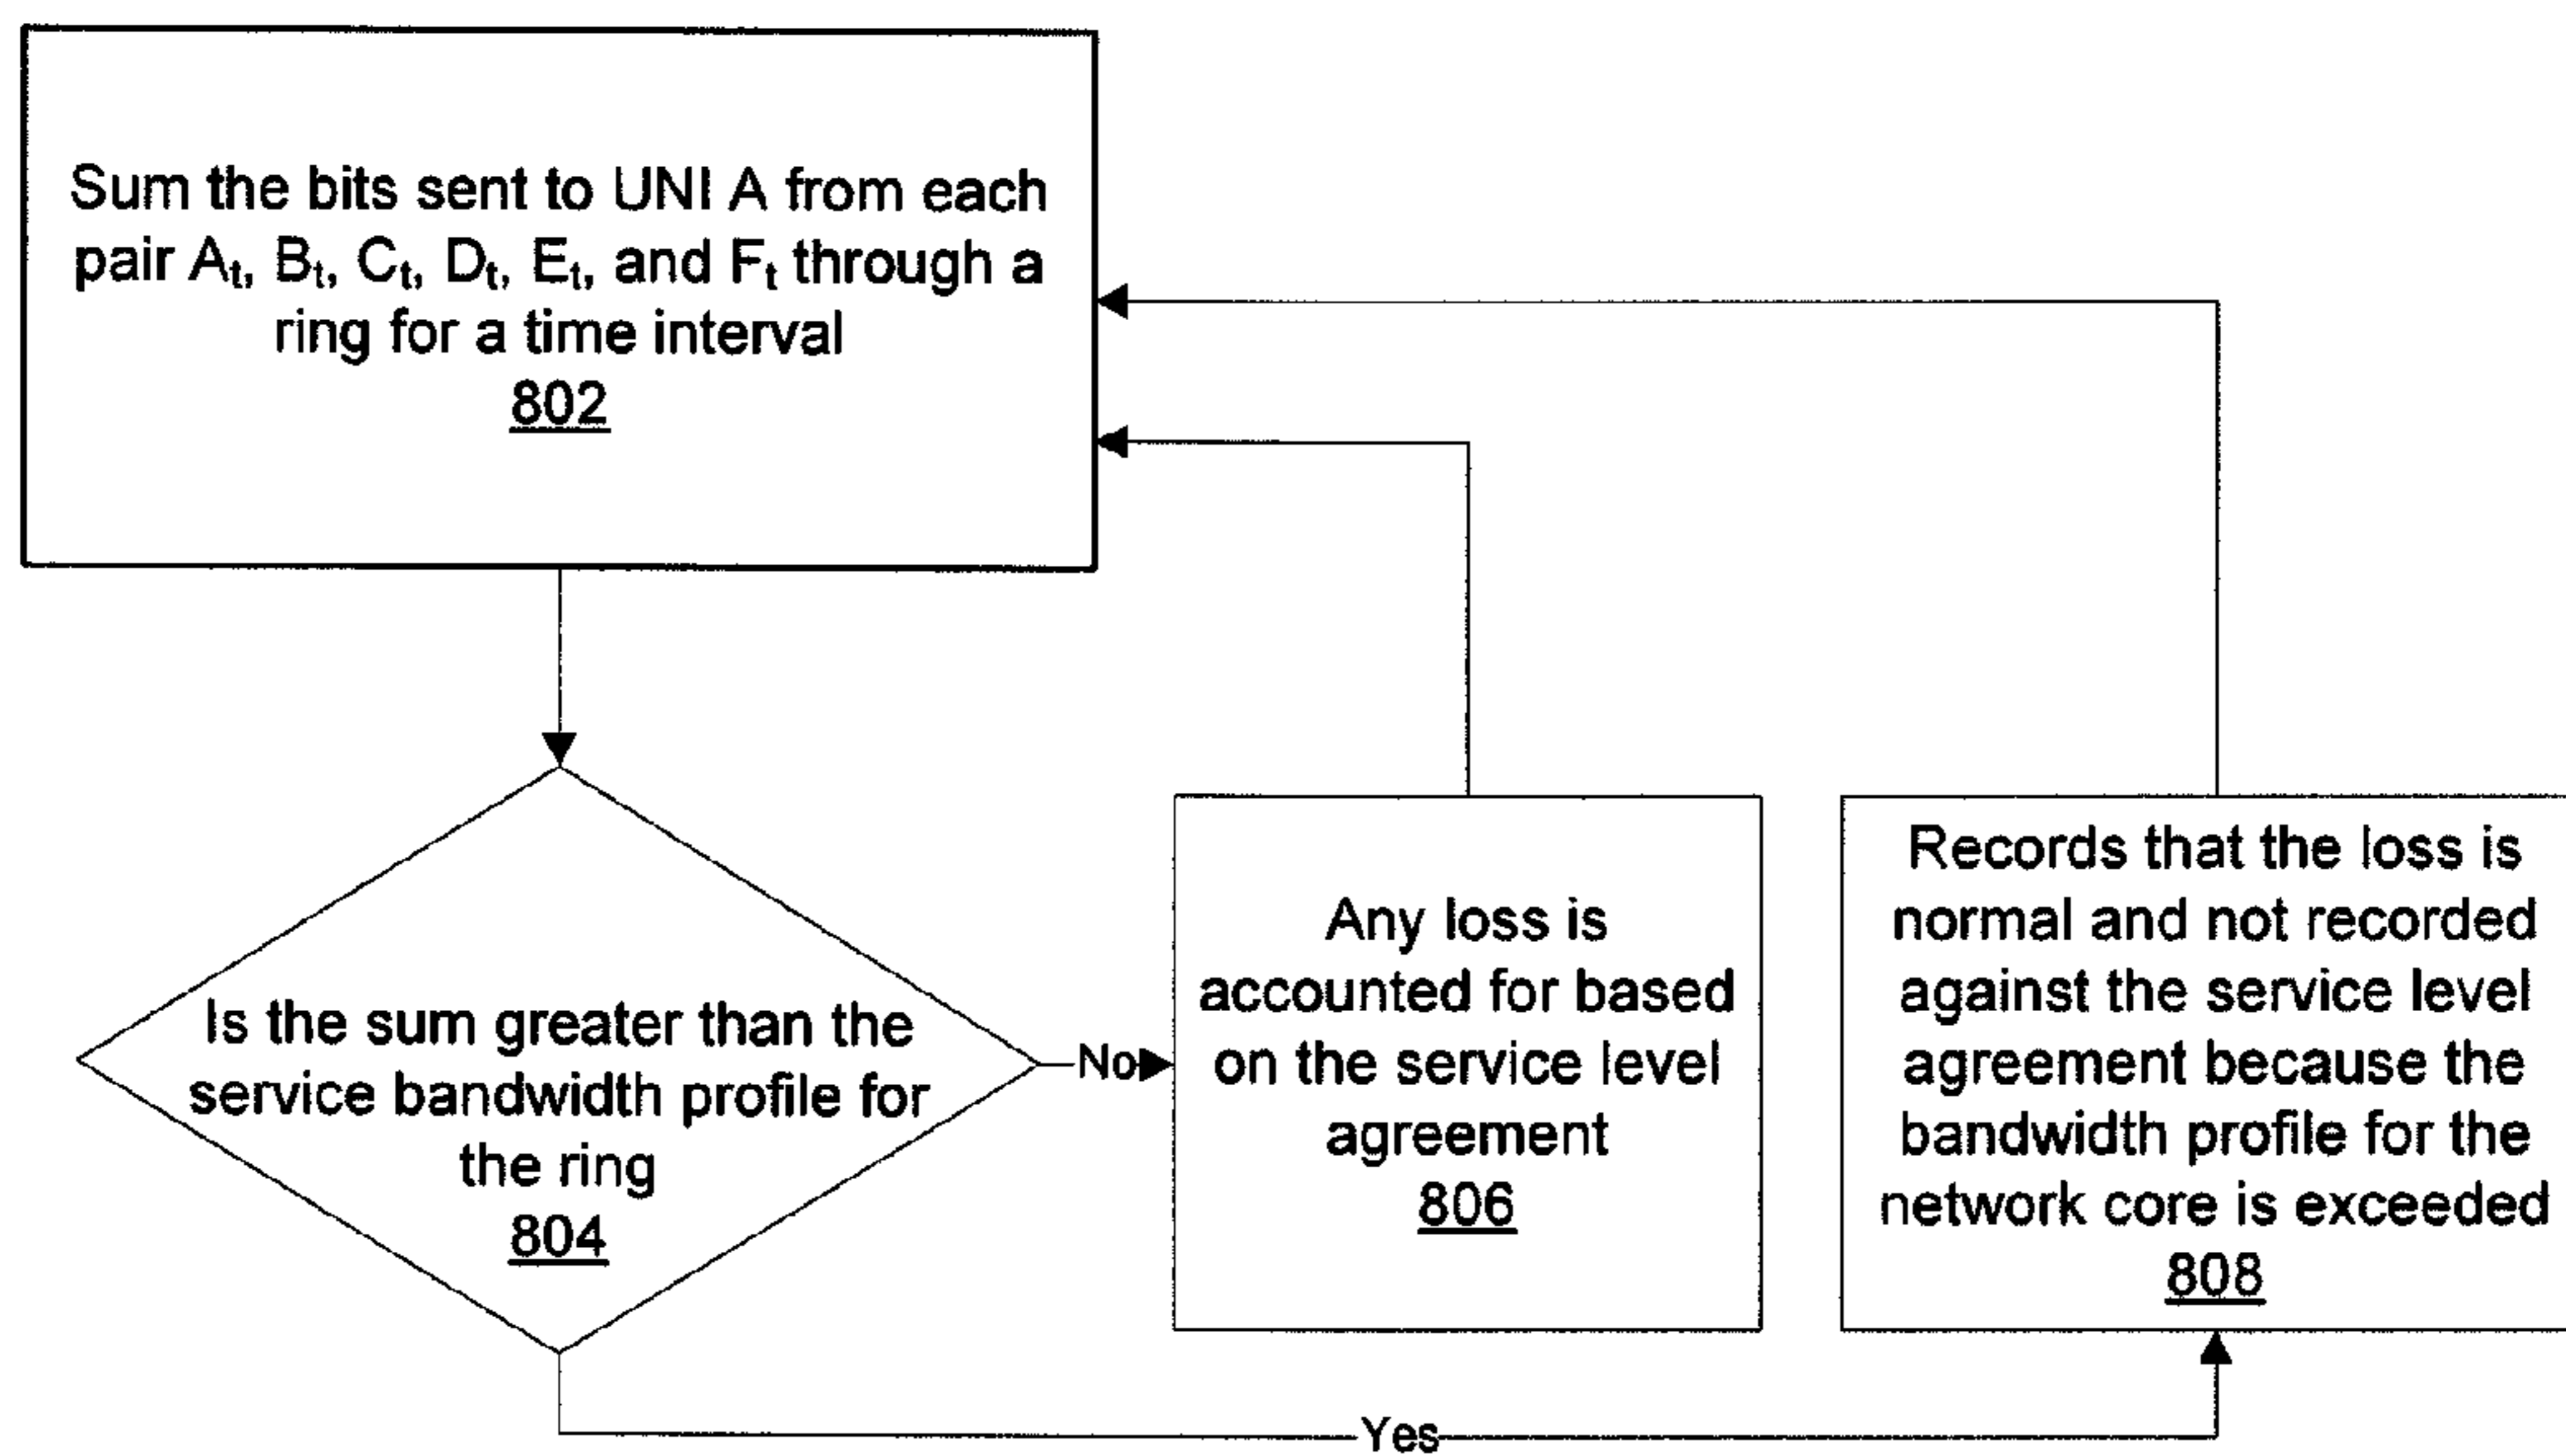 Sum the bits sent to UNI A from each
pair Aₜ, Bₜ, Cₜ, Dₜ, Eₜ, and Fₜ through a
ring for a time interval
802
Is the sum greater than the
service bandwidth profile for
the ring
804
No
Any loss is
accounted for based
on the service level
agreement
806
Records that the loss is
normal and not recorded
against the service level
agreement because the
bandwidth profile for the
network core is exceeded
808
Yes